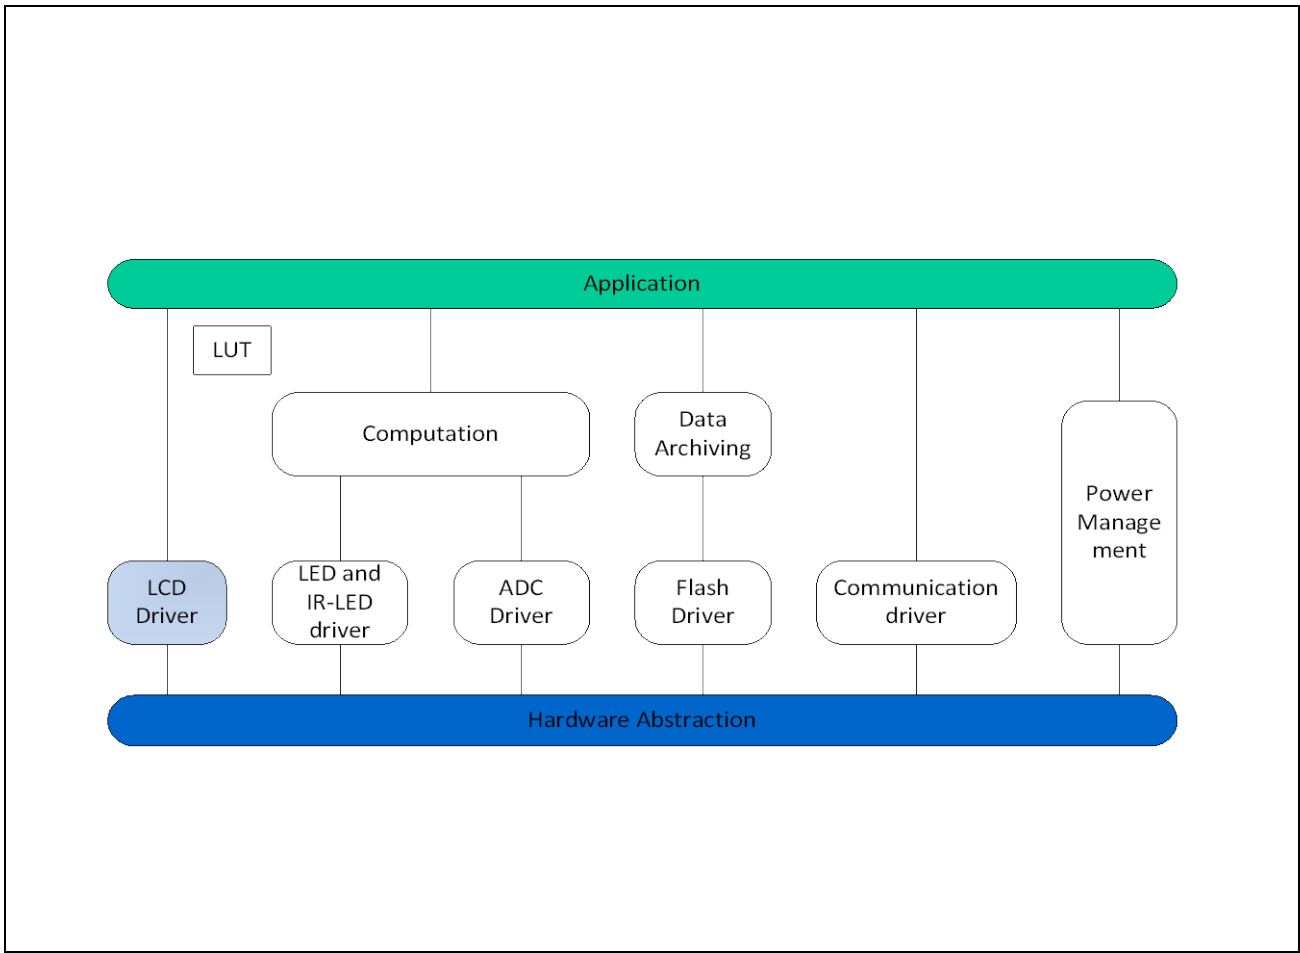 Application
LUT
Computation
Data
Archiving
Power
Manage
ment
LCD
Driver
LED and
IR-LED
driver
ADC
Driver
Flash
Driver
Communication
driver
Hardware Abstraction